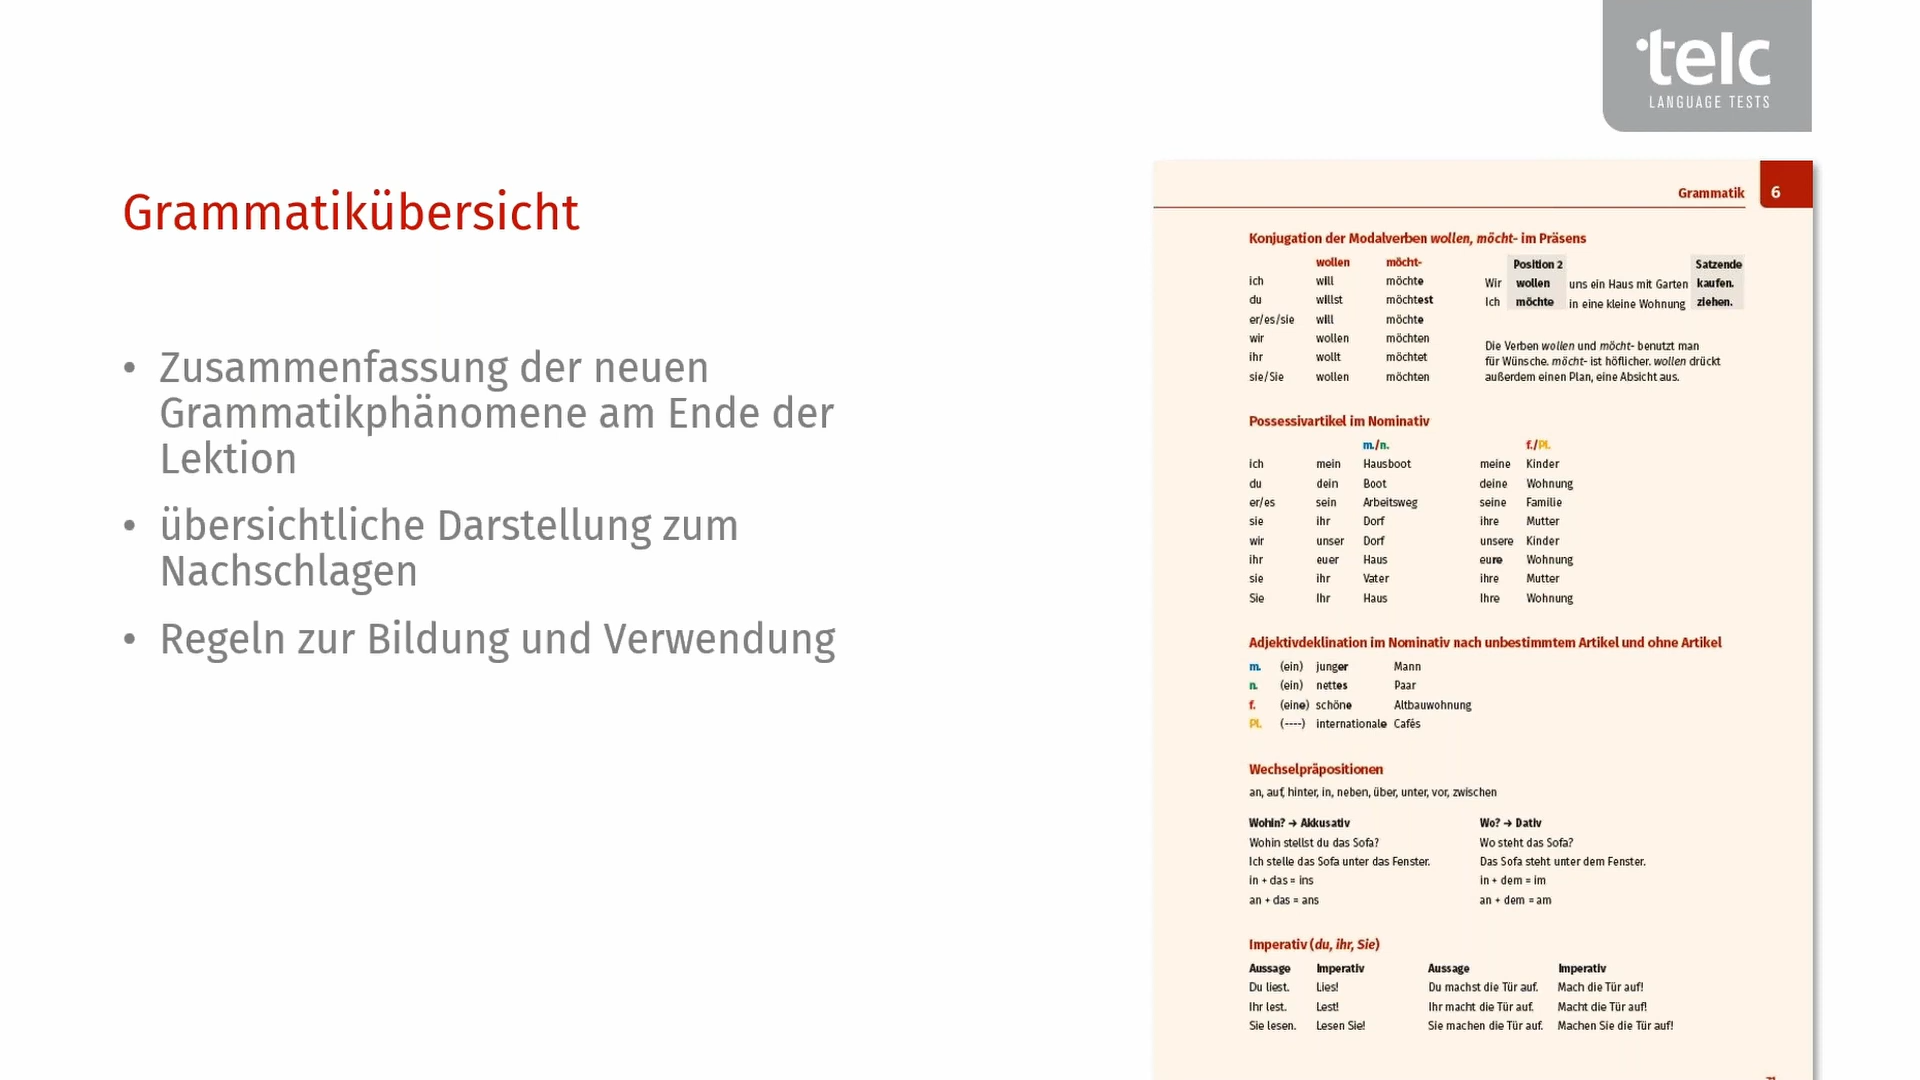 telc
LANGUAGE TESTS
Grammatikübersicht
• Zusammenfassung der neuen
Grammatikphänomene am Ende der
Lektion
• übersichtliche Darstellung zum
Nachschlagen
• Regeln zur Bildung und Verwendung
Grammatik 6
Konjugation der Modalverben wollen, möcht- im Präsens
wollen möcht-
ich will möchte
du willst möchtest
er/es/sie will möchte
wir wollen möchten
ihr wollt möchtet
sie/Sie wollen möchten
Position 2 Satzende
Wir wollen uns ein Haus mit Garten kaufen.
Ich möchte in eine kleine Wohnung ziehen.
Die Verben wollen und möcht- benutzt man
für Wünsche. möcht- ist höflicher. wollen drückt
außerdem einen Plan, eine Absicht aus.
Possessivartikel im Nominativ
m./n. f./Pl.
ich mein Hausboot meine Kinder
du dein Boot deine Wohnung
er/es sein Arbeitsweg seine Familie
sie ihr Dorf ihre Mutter
wir unser Dorf unsere Kinder
ihr euer Haus eure Wohnung
sie ihr Vater ihre Mutter
Sie Ihr Haus Ihre Wohnung
Adjektivdeklination im Nominativ nach unbestimmtem Artikel und ohne Artikel
m. (ein) junger Mann
n. (ein) nettes Paar
f. (eine) schöne Altbauwohnung
Pl. (----) internationale Cafés
Wechselpräpositionen
an, auf, hinter, in, neben, über, unter, vor, zwischen
Wohin? → Akkusativ Wo? → Dativ
Wohin stellst du das Sofa? Wo steht das Sofa?
Ich stelle das Sofa unter das Fenster. Das Sofa steht unter dem Fenster.
in + das = ins in + dem = im
an + das = ans an + dem = am
Imperativ (du, ihr, Sie)
Aussage Imperativ Aussage Imperativ
Du liest. Lies! Du machst die Tür auf. Mach die Tür auf!
Ihr lest. Lest! Ihr macht die Tür auf. Macht die Tür auf!
Sie lesen. Lesen Sie! Sie machen die Tür auf. Machen Sie die Tür auf!